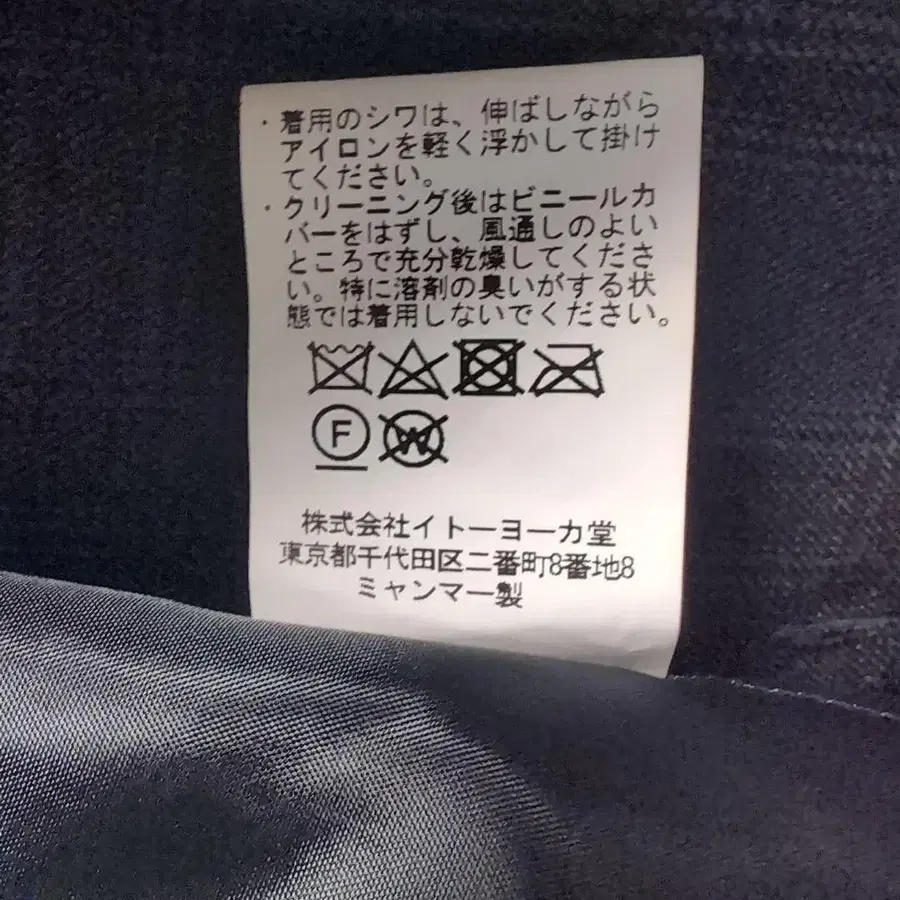 ・着用のシワは、伸ばしながら
アイロンを軽く浮かして掛け
てください。
・クリーニング後はビニールカ
バーをはずし、風通しのよい
ところで充分乾燥してくださ
い。特に溶剤の臭いがする状
態では着用しないでください。
F W
株式会社イトーヨーカ堂
東京都千代田区二番町8番地8
ミャンマー製